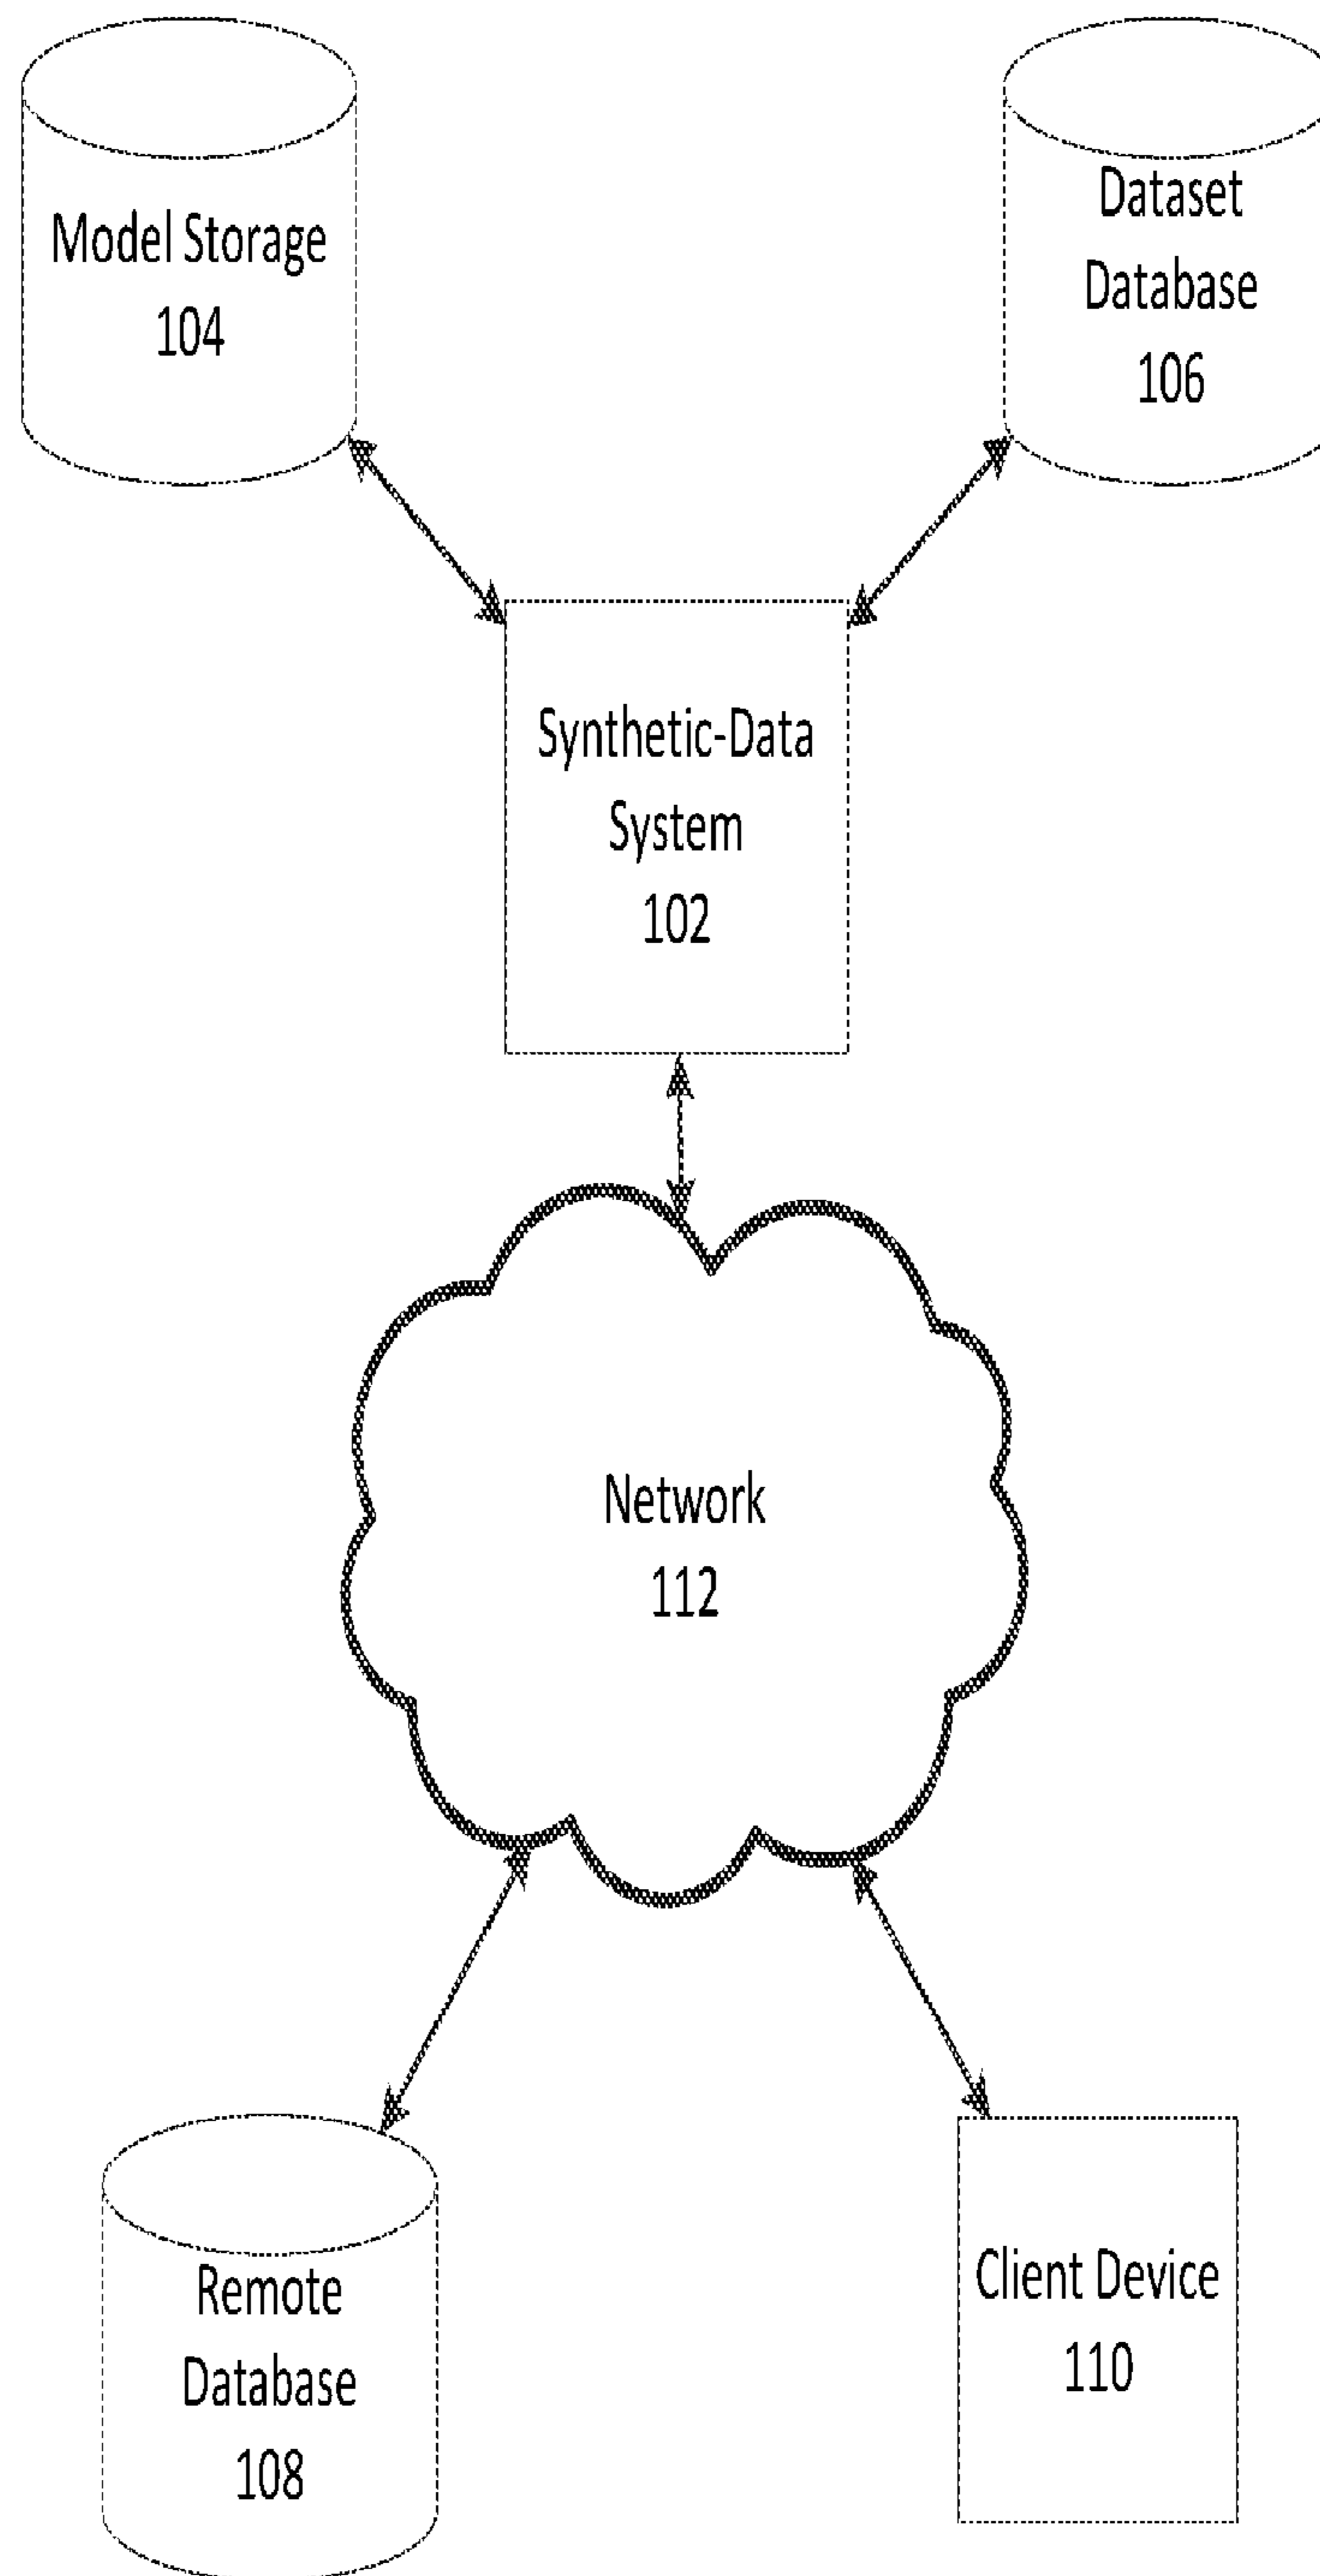 Model Storage
104
Dataset
Database
106
Synthetic-Data
System
102
Network
112
Remote
Database
108
Client Device
110